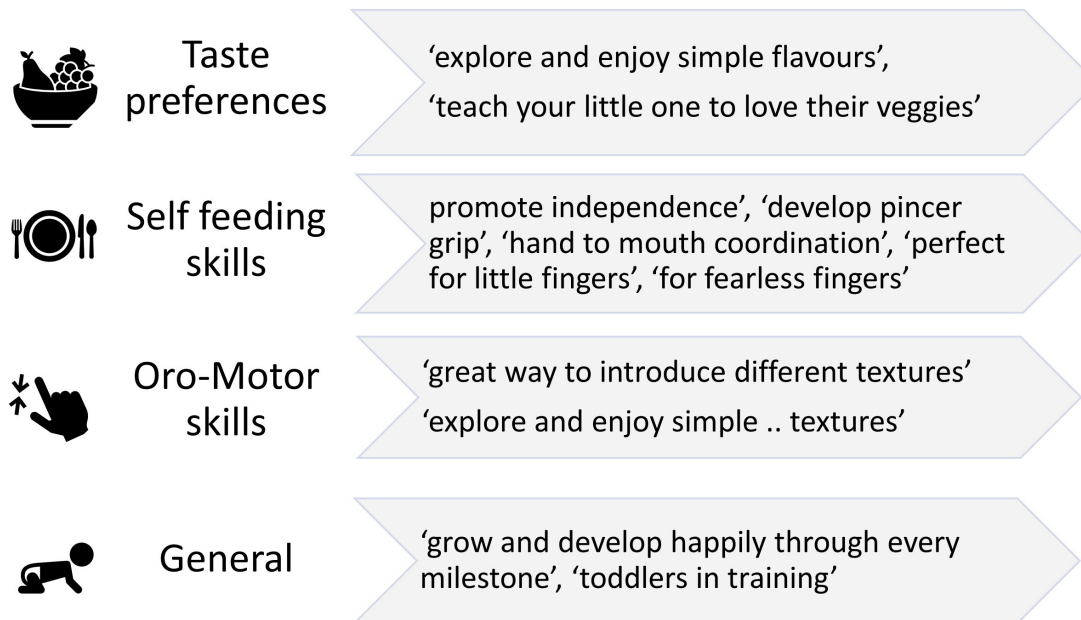 Taste
preferences
‘explore and enjoy simple flavours’,
‘teach your little one to love their veggies’
Self feeding
skills
promote independence’, ‘develop pincer
grip’, ‘hand to mouth coordination’, ‘perfect
for little fingers’, ‘for fearless fingers’
Oro-Motor
skills
‘great way to introduce different textures’
‘explore and enjoy simple .. textures’
General
‘grow and develop happily through every
milestone’, ‘toddlers in training’